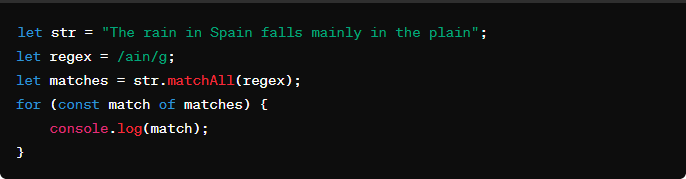 let str = "The rain in Spain falls mainly in the plain";
let regex = /ain/g;
let matches = str.matchAll(regex);
for (const match of matches) {
    console.log(match);
}